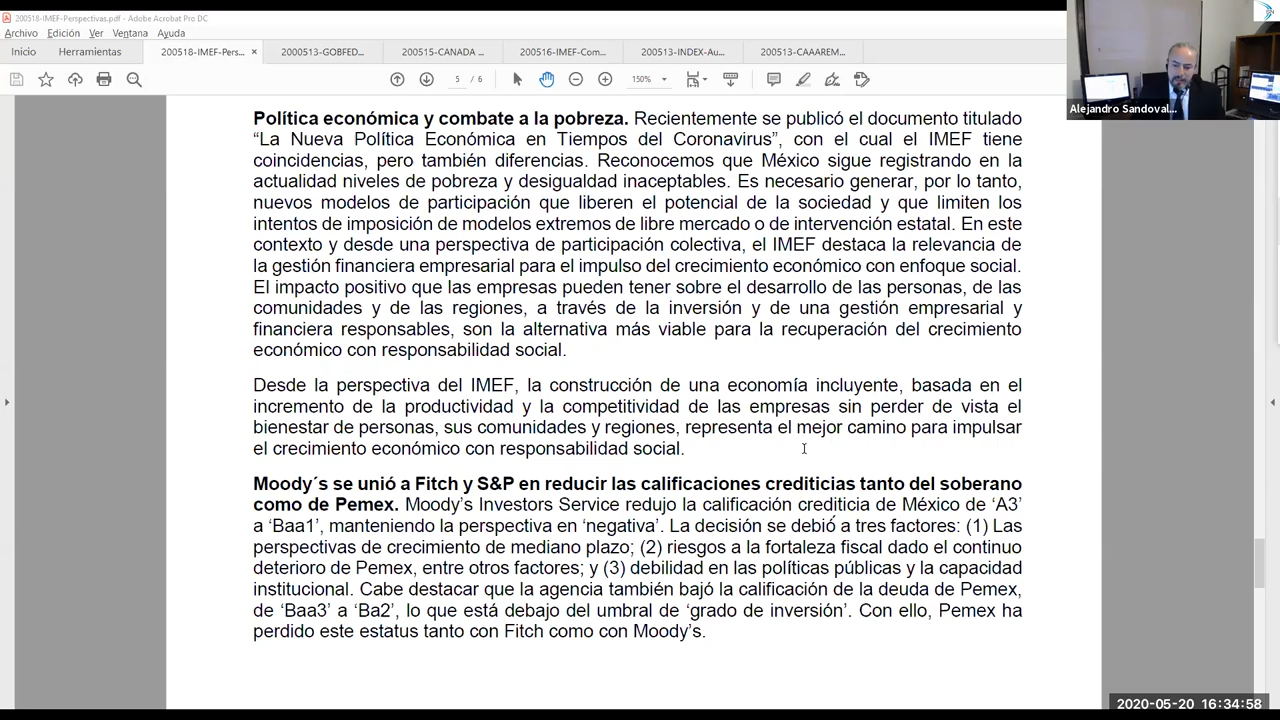 200518-IMEF-Perspectivas.pdf - Adobe Acrobat Pro DC
Archivo Edición Ver Ventana Ayuda
Inicio Herramientas 200518-IMEF-Pers... × 2000513-GOBFED... 200515-CANADA ... 200516-IMEF-Com... 200513-INDEX-Au... 200513-CAAAREM...
5 / 6 150%
Alejandro Sandoval...
Política económica y combate a la pobreza. Recientemente se publicó el documento titulado
“La Nueva Política Económica en Tiempos del Coronavirus”, con el cual el IMEF tiene
coincidencias, pero también diferencias. Reconocemos que México sigue registrando en la
actualidad niveles de pobreza y desigualdad inaceptables. Es necesario generar, por lo tanto,
nuevos modelos de participación que liberen el potencial de la sociedad y que limiten los
intentos de imposición de modelos extremos de libre mercado o de intervención estatal. En este
contexto y desde una perspectiva de participación colectiva, el IMEF destaca la relevancia de
la gestión financiera empresarial para el impulso del crecimiento económico con enfoque social.
El impacto positivo que las empresas pueden tener sobre el desarrollo de las personas, de las
comunidades y de las regiones, a través de la inversión y de una gestión empresarial y
financiera responsables, son la alternativa más viable para la recuperación del crecimiento
económico con responsabilidad social.
Desde la perspectiva del IMEF, la construcción de una economía incluyente, basada en el
incremento de la productividad y la competitividad de las empresas sin perder de vista el
bienestar de personas, sus comunidades y regiones, representa el mejor camino para impulsar
el crecimiento económico con responsabilidad social.
Moody´s se unió a Fitch y S&P en reducir las calificaciones crediticias tanto del soberano
como de Pemex. Moody’s Investors Service redujo la calificación crediticia de México de ‘A3’
a ‘Baa1’, manteniendo la perspectiva en ‘negativa’. La decisión se debió a tres factores: (1) Las
perspectivas de crecimiento de mediano plazo; (2) riesgos a la fortaleza fiscal dado el continuo
deterioro de Pemex, entre otros factores; y (3) debilidad en las políticas públicas y la capacidad
institucional. Cabe destacar que la agencia también bajó la calificación de la deuda de Pemex,
de ‘Baa3’ a ‘Ba2’, lo que está debajo del umbral de ‘grado de inversión’. Con ello, Pemex ha
perdido este estatus tanto con Fitch como con Moody’s.
2020-05-20 16:34:58